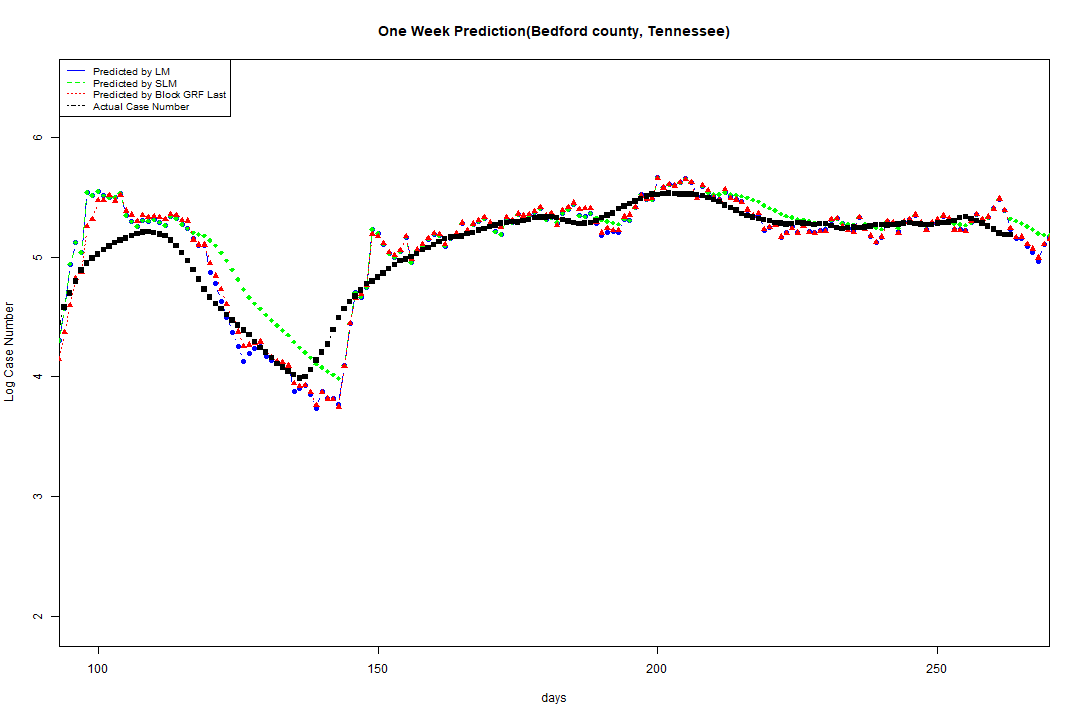 One Week Prediction(Bedford county, Tennessee)
Predicted by LM
Predicted by SLM
Predicted by Block GRF Last
Actual Case Number
6
5
4
3
2
Log Case Number
100 150 200 250
days